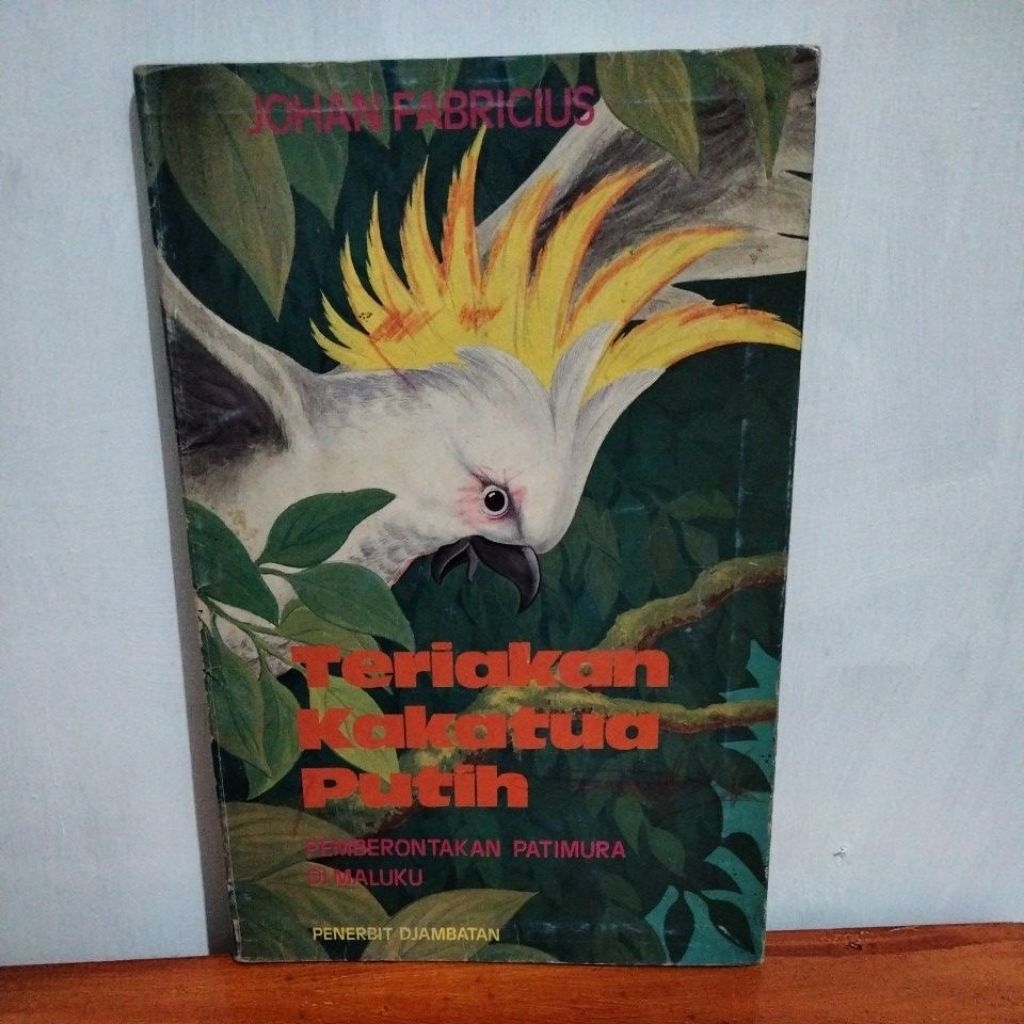 JOHAN FABRICIUS
Teriakan
Kakatua
Putih
PEMBERONTAKAN PATIMURA
DI MALUKU
PENERBIT DJAMBATAN